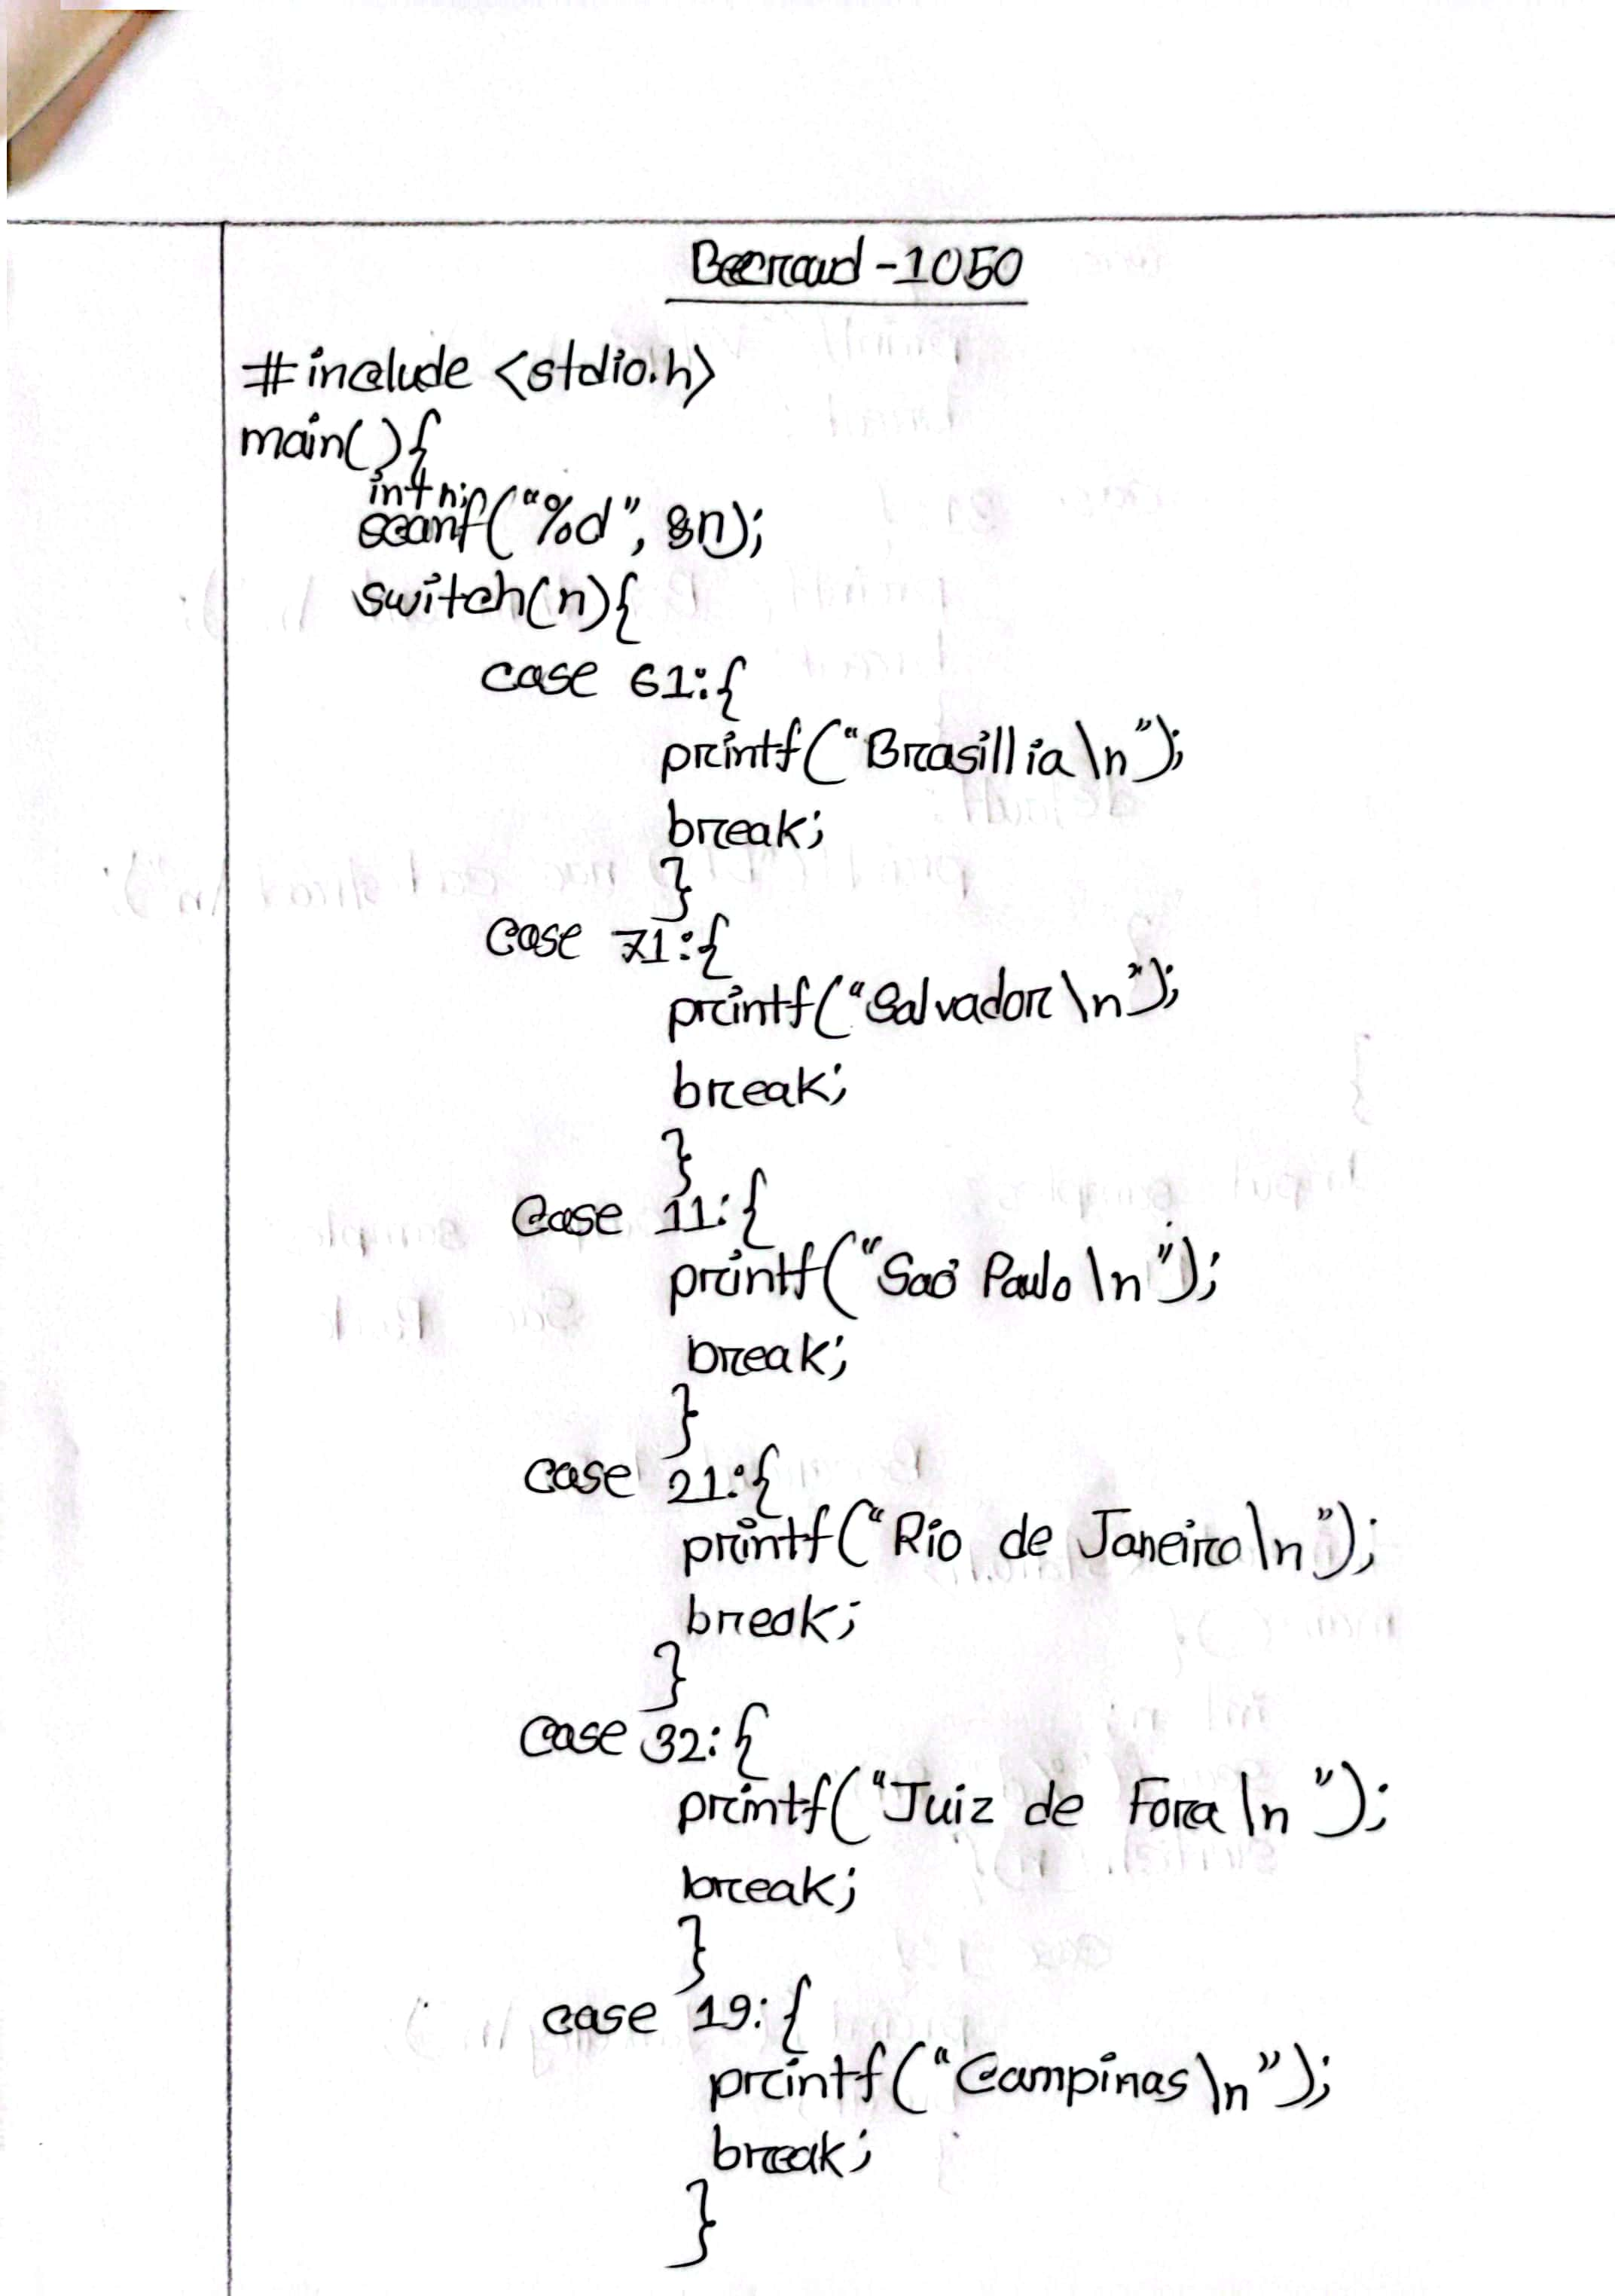 Beecrowd - 1050
#include <stdio.h>
main(){
int n;
scanf("%d", &n);
switch(n){
case 61:{
printf("Brasillia\n");
break;
}
case 71:{
printf("Salvador\n");
break;
}
case 11:{
printf("Sao Paulo\n");
break;
}
case 21:{
printf("Rio de Janeiro\n");
break;
}
case 32:{
printf("Juiz de Fora\n");
break;
}
case 19:{
printf("Campinas\n");
break;
}